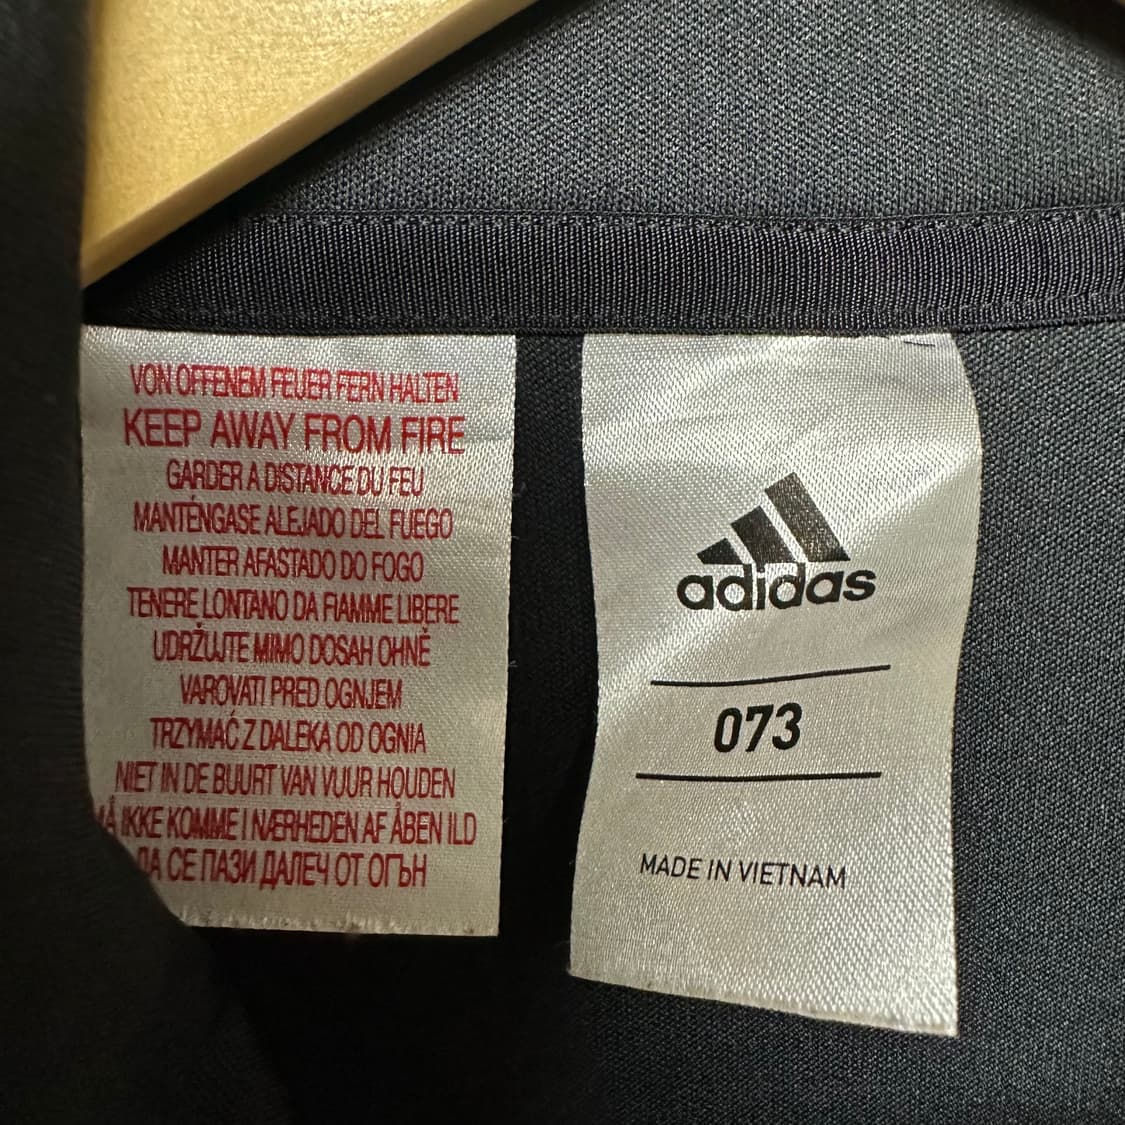 VON OFFENEM FEUER FERN HALTEN
KEEP AWAY FROM FIRE
GARDER A DISTANCE DU FEU
MANTÉNGASE ALEJADO DEL FUEGO
MANTER AFASTADO DO FOGO
TENERE LONTANO DA FIAMME LIBERE
UDRŽUJTE MIMO DOSAH OHNĚ
VAROVATI PRED OGNJEM
TRZYMAĆ Z DALEKA OD OGNIA
NIET IN DE BUURT VAN VUUR HOUDEN
MÅ IKKE KOMME I NÆRHEDEN AF ÅBEN ILD
ДА СЕ ПАЗИ ДАЛЕЧ ОТ ОГЪН
adidas
073
MADE IN VIETNAM